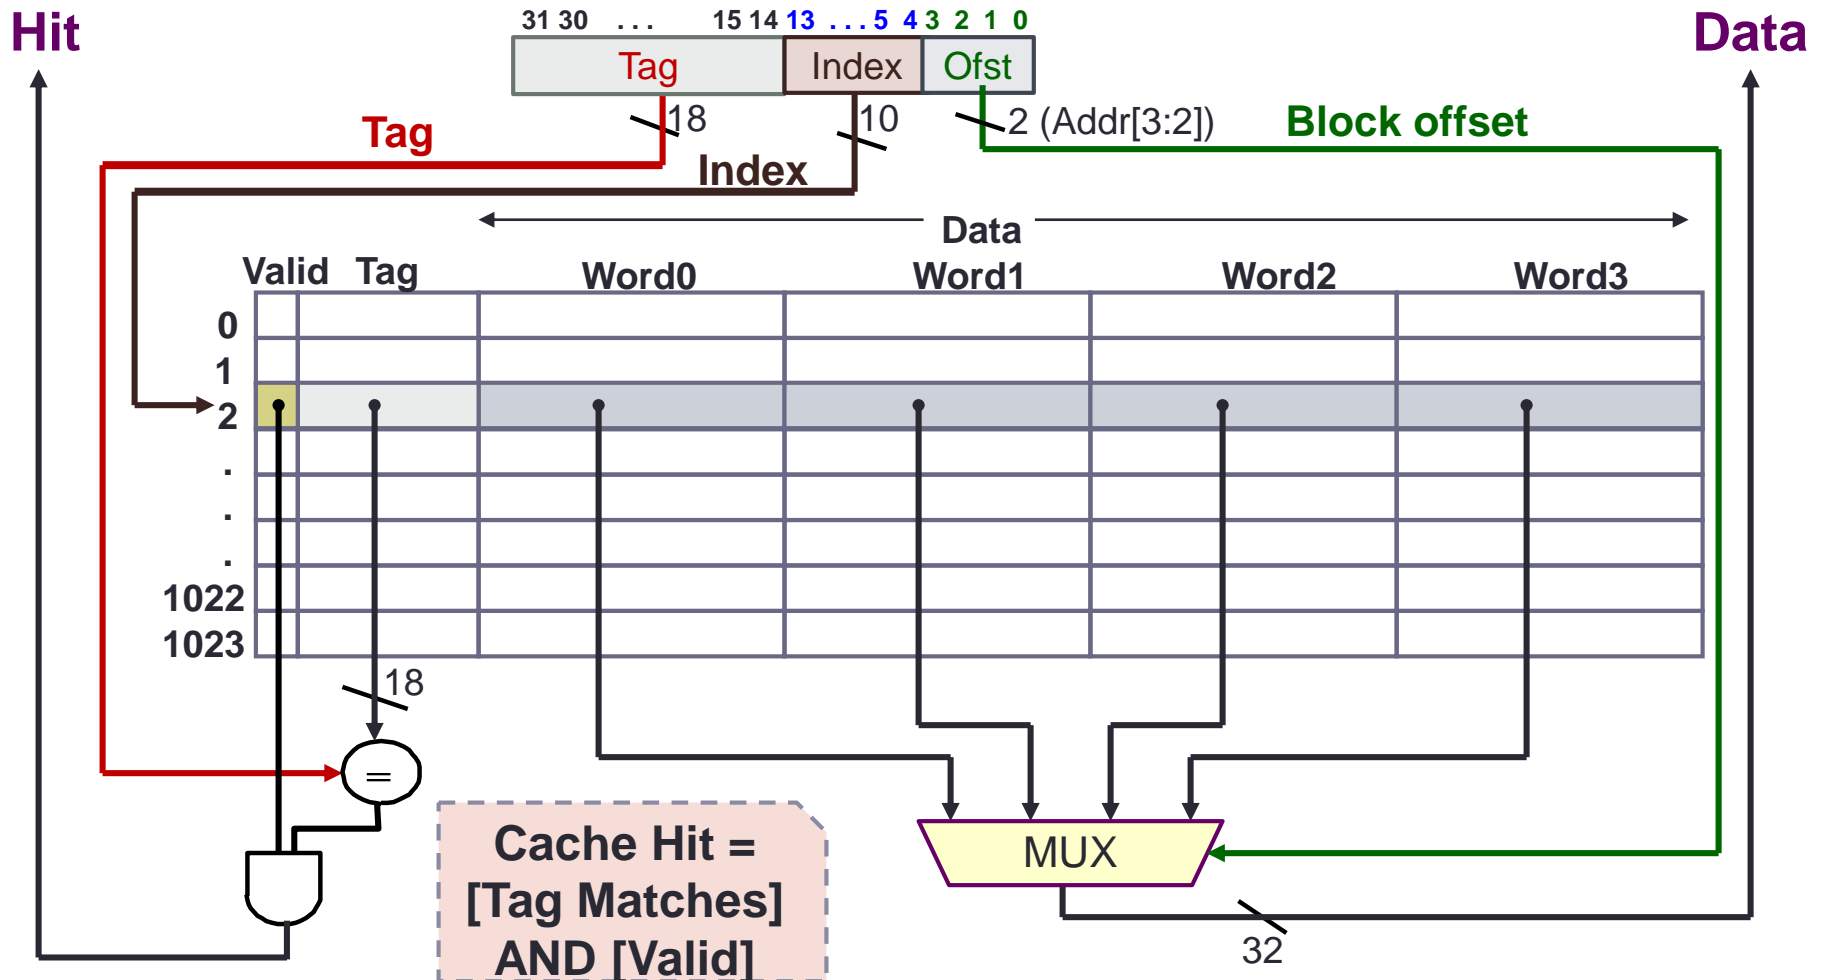 Hit
31 30 ... 15 14 13 ... 5 4 3 2 1 0
Data
Tag Index Ofst
18
10
2 (Addr[3:2])
Block offset
Tag
Index
Data
Valid Tag Word0 Word1 Word2 Word3
0
1
2
.
.
.
1022
1023
18
=
Cache Hit =
[Tag Matches]
AND [Valid]
MUX
32